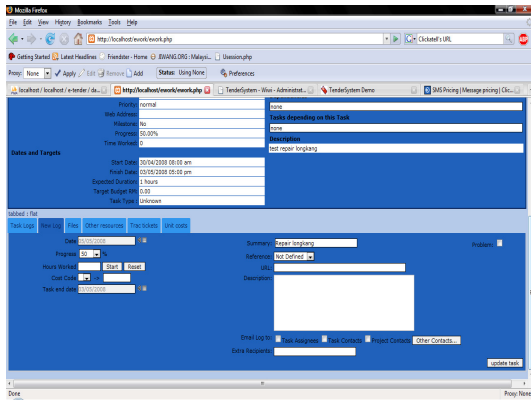 Mozilla Firefox
File Edit View History Bookmarks Tools Help
http://localhost/ework/ework.php
Clickatell's URL
Getting Started Latest Headlines Friendster - Home JIWANG.ORG : Malaysi... Usession.php
Proxy: None Apply Edit Remove Add Status: Using None Preferences
localhost / localhost / e-tender / da... http://localhost/ework/ework.php TenderSystem - Wiwi - Administrat... TenderSystem Demo SMS Pricing | Message pricing | Clic...
Priority: normal
Web Address:
Milestone: No
Progress: 50.00%
Time Worked: 0
Dates and Targets
Start Date: 30/04/2008 08:00 am
Finish Date: 03/05/2008 05:00 pm
Expected Duration: 1 hours
Target Budget RM: 0.00
Task Type: Unknown
none
Tasks depending on this Task
none
Description
test repair longkang
tabbed : flat
Task Logs New Log Files Other resources Trac tickets Unit costs
Date 05/05/2008
Progress 50 %
Hours Worked Start Reset
Cost Code ->
Task end date 03/05/2008
Summary: Repair longkang
Reference: Not Defined
URL:
Description:
Problem:
Email Log to: Task Assignees Task Contacts Project Contacts Other Contacts...
Extra Recipients:
update task
Done
Proxy: None